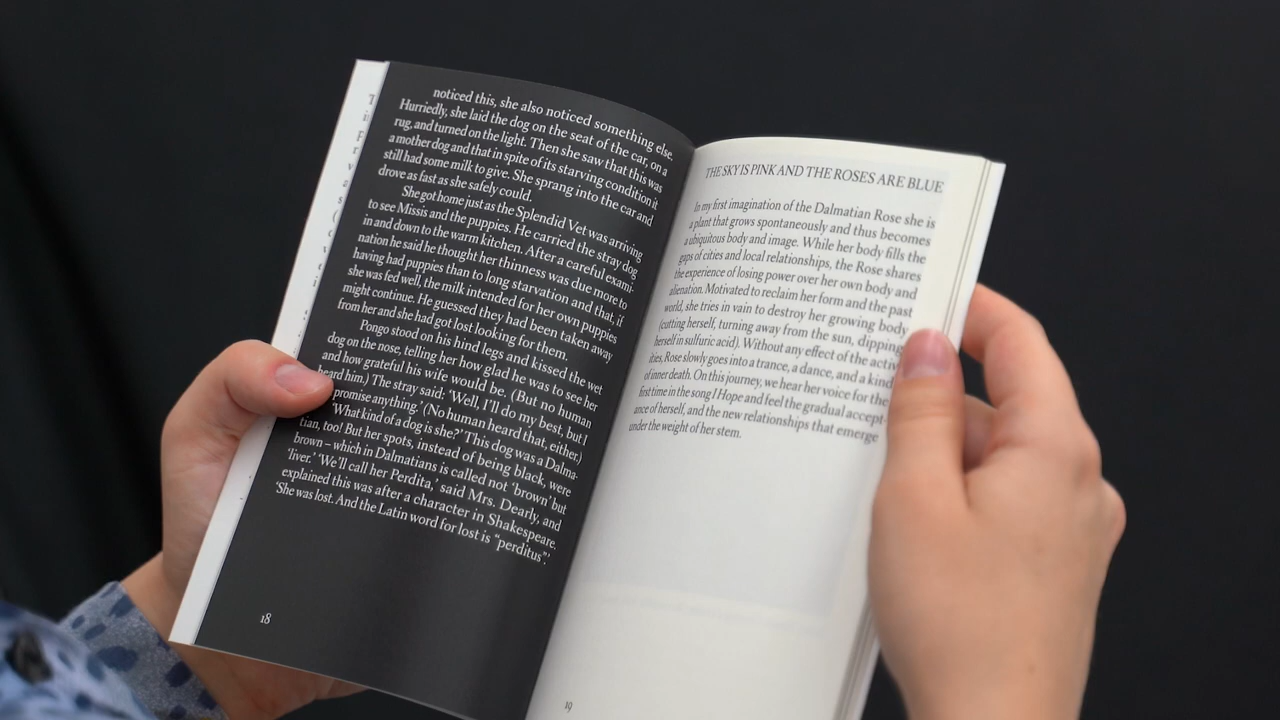 noticed this, she also noticed something else.
Hurriedly, she laid the dog on the seat of the car, on a
rug, and turned on the light. Then she saw that this was
a mother dog and that in spite of its starving condition it
still had some milk to give. She sprang into the car and
drove as fast as she safely could.
She got home just as the Splendid Vet was arriving
to see Missis and the puppies. He carried the stray dog
in and down to the warm kitchen. After a careful exami-
nation he said he thought her thinness was due more to
having had puppies than to long starvation and that, if
she was fed well, the milk intended for her own puppies
might continue. He guessed they had been taken away
from her and she had got lost looking for them.
Pongo stood on his hind legs and kissed the wet
dog on the nose, telling her how glad he was to see her
and how grateful his wife would be. (But no human
heard him.) The stray said: ‘Well, I’ll do my best, but I
promise anything.’ (No human heard that, either.)
‘What kind of a dog is she?’ This dog was a Dalma-
tian, too! But her spots, instead of being black, were
brown – which in Dalmatians is called not ‘brown’ but
‘liver.’ ‘We’ll call her Perdita,’ said Mrs. Dearly, and
explained this was after a character in Shakespeare.
‘She was lost. And the Latin word for lost is “perditus”.’
18
THE SKY IS PINK AND THE ROSES ARE BLUE
In my first imagination of the Dalmatian Rose she is
a plant that grows spontaneously and thus becomes
a ubiquitous body and image. While her body fills the
gaps of cities and local relationships, the Rose shares
the experience of losing power over her own body and
alienation. Motivated to reclaim her form and the past
world, she tries in vain to destroy her growing body
(cutting herself, turning away from the sun, dipping
herself in sulfuric acid). Without any effect of the activ
ities, Rose slowly goes into a trance, a dance, and a kind
of inner death. On this journey, we hear her voice for the
first time in the song I Hope and feel the gradual accept-
ance of herself, and the new relationships that emerge
under the weight of her stem.
19